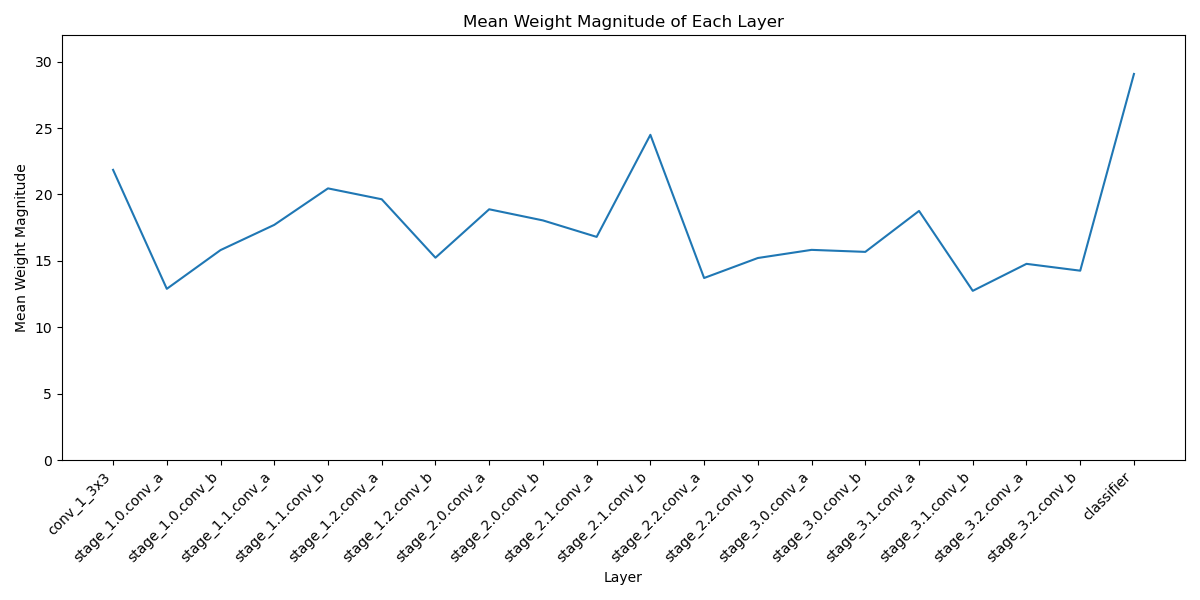 Mean Weight Magnitude of Each Layer
Mean Weight Magnitude
30
25
20
15
10
5
0
conv_1_3x3
stage_1.0.conv_a
stage_1.0.conv_b
stage_1.1.conv_a
stage_1.1.conv_b
stage_1.2.conv_a
stage_1.2.conv_b
stage_2.0.conv_a
stage_2.0.conv_b
stage_2.1.conv_a
stage_2.1.conv_b
stage_2.2.conv_a
stage_2.2.conv_b
stage_3.0.conv_a
stage_3.0.conv_b
stage_3.1.conv_a
stage_3.1.conv_b
stage_3.2.conv_a
stage_3.2.conv_b
classifier
Layer